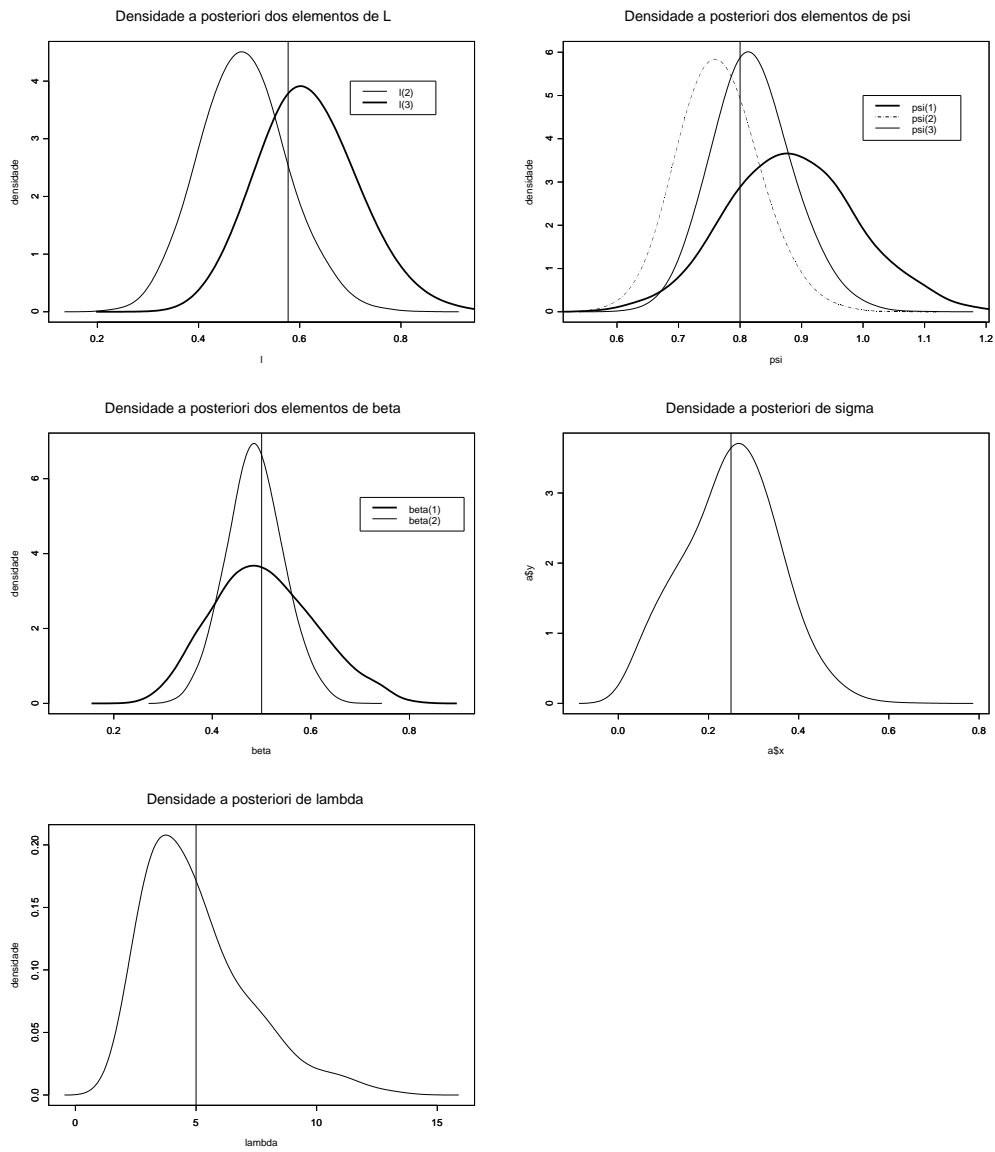 Densidade a posteriori dos elementos de L
densidade
0 1 2 3 4
l(2)
l(3)
0.2 0.4 0.6 0.8
l
Densidade a posteriori dos elementos de psi
densidade
0 1 2 3 4 5 6
psi(1)
psi(2)
psi(3)
0.6 0.7 0.8 0.9 1.0 1.1 1.2
psi
Densidade a posteriori dos elementos de beta
densidade
0 2 4 6
beta(1)
beta(2)
0.2 0.4 0.6 0.8
beta
Densidade a posteriori de sigma
a$y
0 1 2 3
0.0 0.2 0.4 0.6 0.8
a$x
Densidade a posteriori de lambda
densidade
0.0 0.05 0.10 0.15 0.20
0 5 10 15
lambda